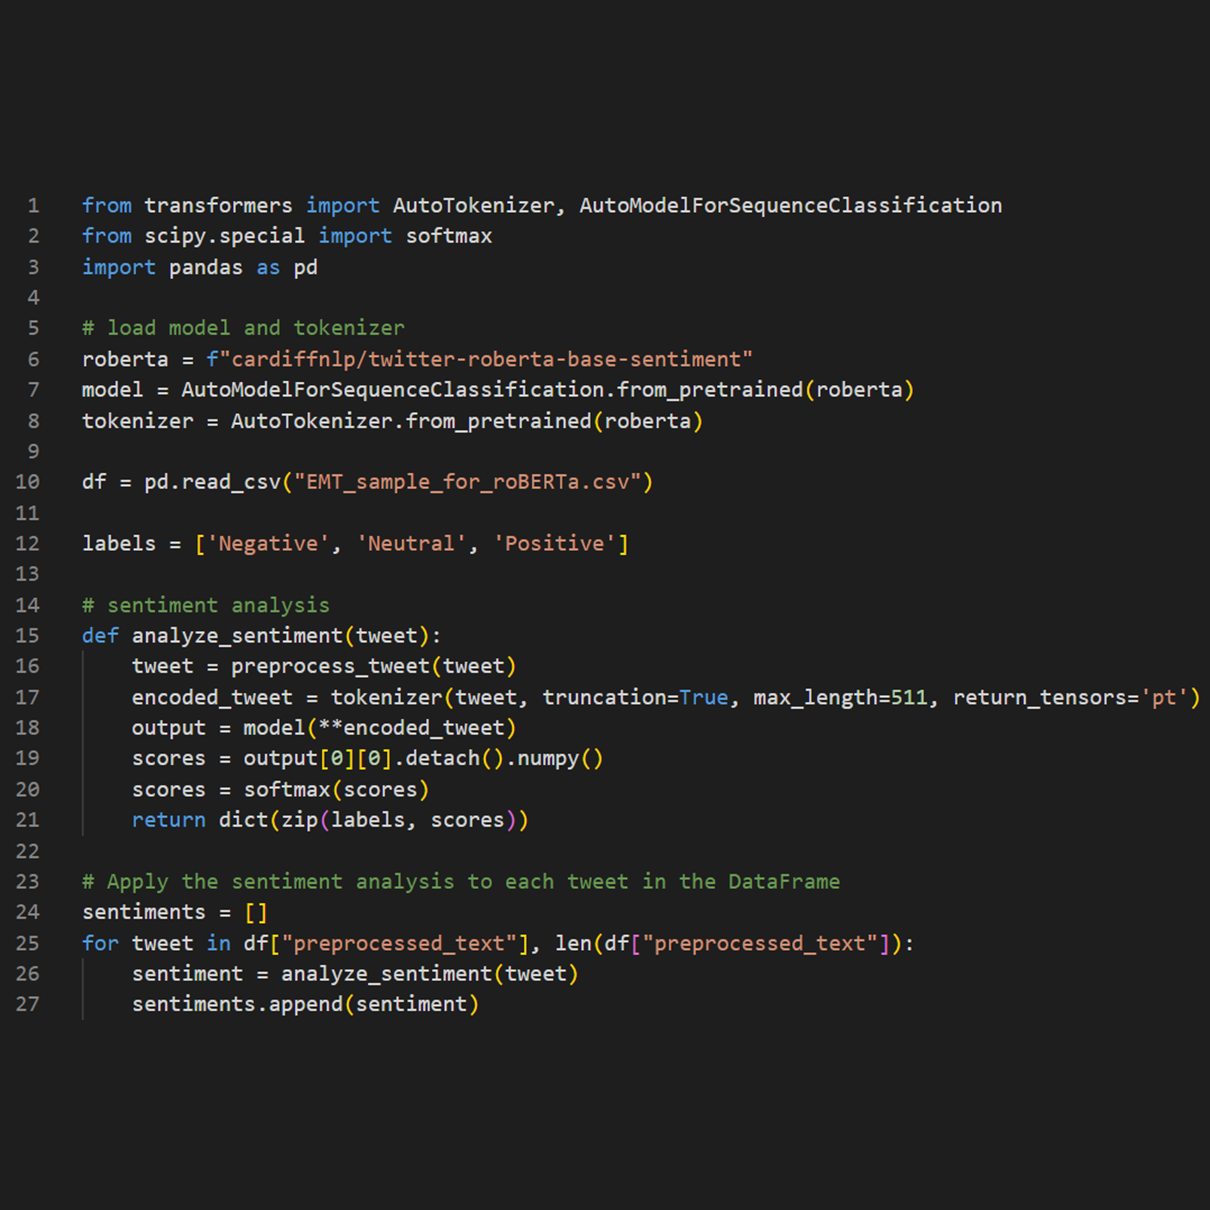 1 from transformers import AutoTokenizer, AutoModelForSequenceClassification
2 from scipy.special import softmax
3 import pandas as pd
4
5 # load model and tokenizer
6 roberta = f"cardiffnlp/twitter-roberta-base-sentiment"
7 model = AutoModelForSequenceClassification.from_pretrained(roberta)
8 tokenizer = AutoTokenizer.from_pretrained(roberta)
9
10 df = pd.read_csv("EMT_sample_for_roBERTa.csv")
11
12 labels = ['Negative', 'Neutral', 'Positive']
13
14 # sentiment analysis
15 def analyze_sentiment(tweet):
16     tweet = preprocess_tweet(tweet)
17     encoded_tweet = tokenizer(tweet, truncation=True, max_length=511, return_tensors='pt')
18     output = model(**encoded_tweet)
19     scores = output[0][0].detach().numpy()
20     scores = softmax(scores)
21     return dict(zip(labels, scores))
22
23 # Apply the sentiment analysis to each tweet in the DataFrame
24 sentiments = []
25 for tweet in df["preprocessed_text"], len(df["preprocessed_text"]):
26     sentiment = analyze_sentiment(tweet)
27     sentiments.append(sentiment)